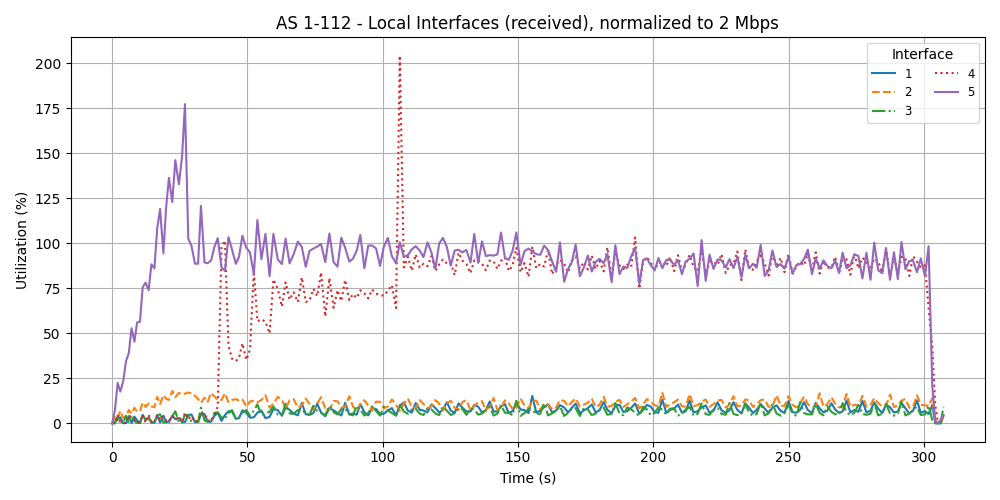 AS 1-112 - Local Interfaces (received), normalized to 2 Mbps
Interface
1
2
3
4
5
Utilization (%)
200
175
150
125
100
75
50
25
0
0 50 100 150 200 250 300
Time (s)